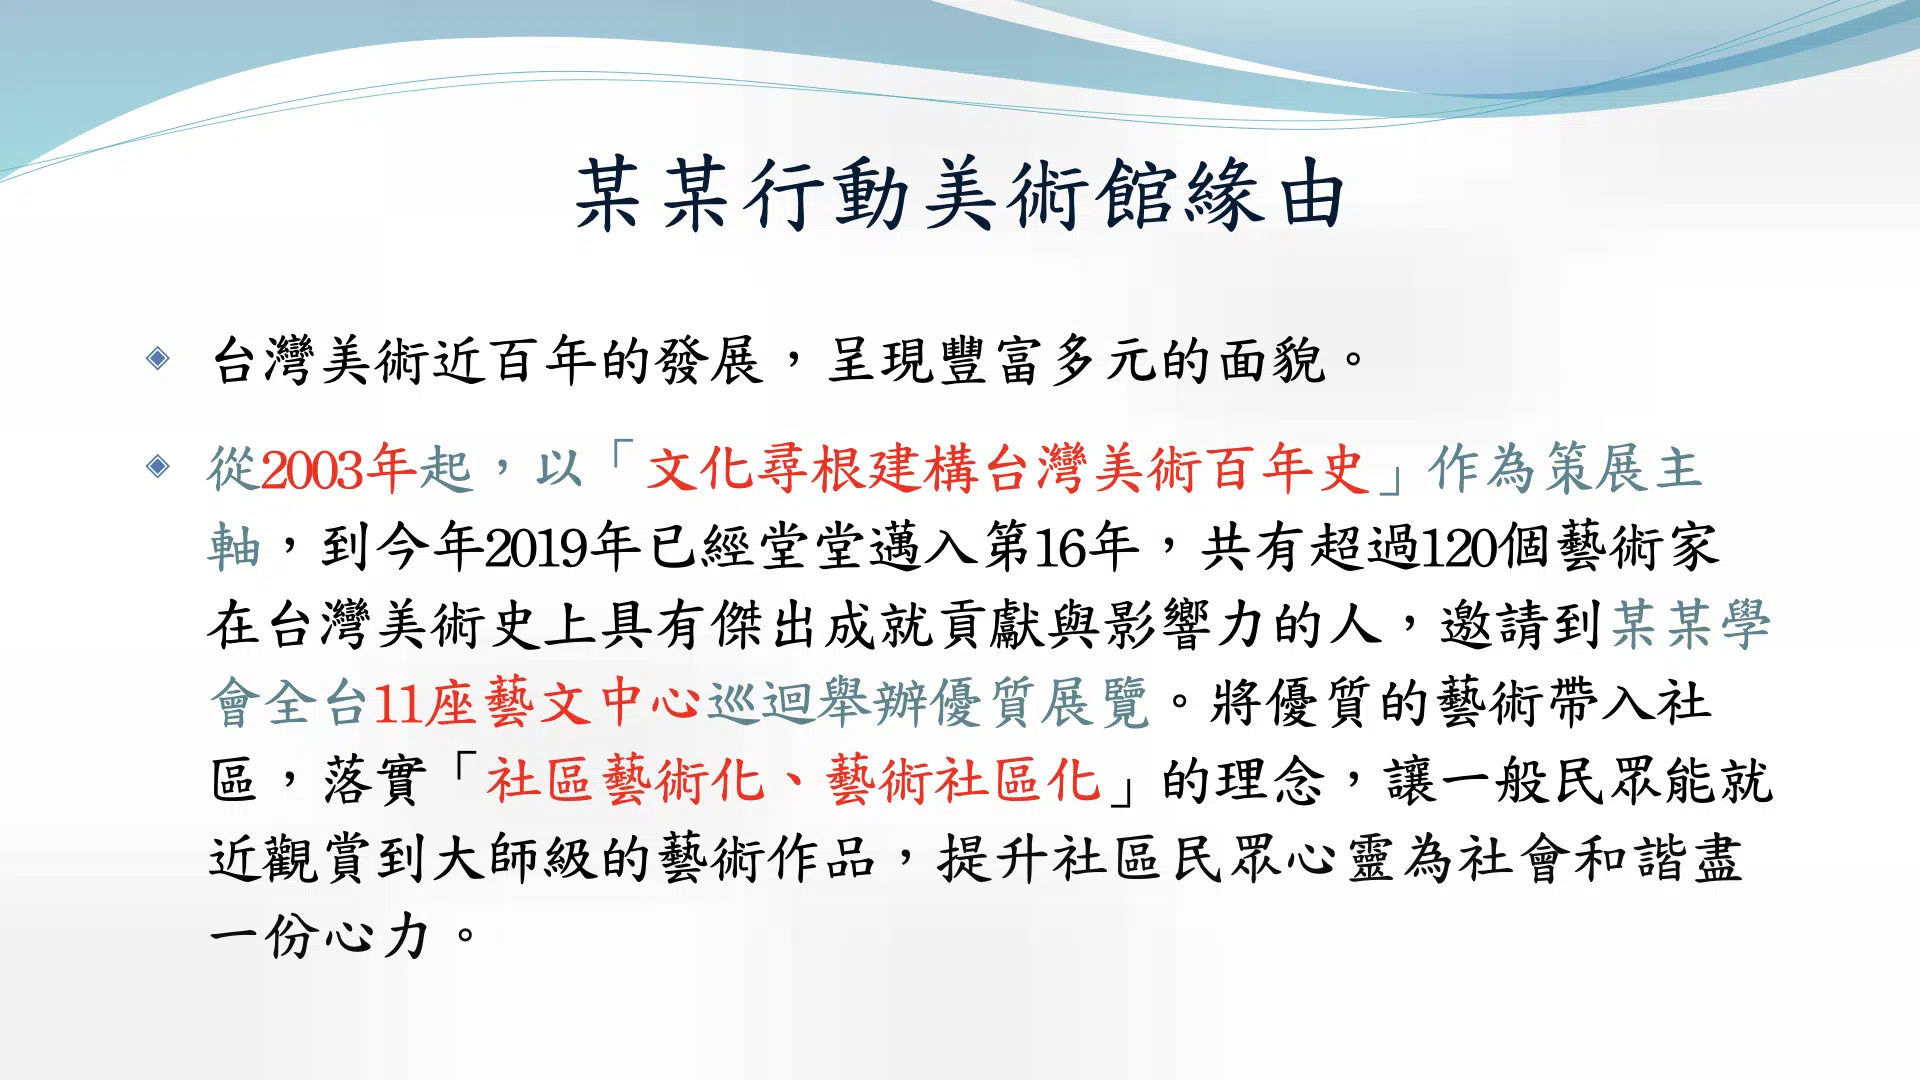 某某行動美術館緣由
台灣美術近百年的發展，呈現豐富多元的面貌。
從2003年起，以「文化尋根建構台灣美術百年史」作為策展主
軸，到今年2019年已經堂堂邁入第16年，共有超過120個藝術家
在台灣美術史上具有傑出成就貢獻與影響力的人，邀請到某某學
會全台11座藝文中心巡迴舉辦優質展覽。將優質的藝術帶入社
區，落實「社區藝術化、藝術社區化」的理念，讓一般民眾能就
近觀賞到大師級的藝術作品，提升社區民眾心靈為社會和諧盡
一份心力。